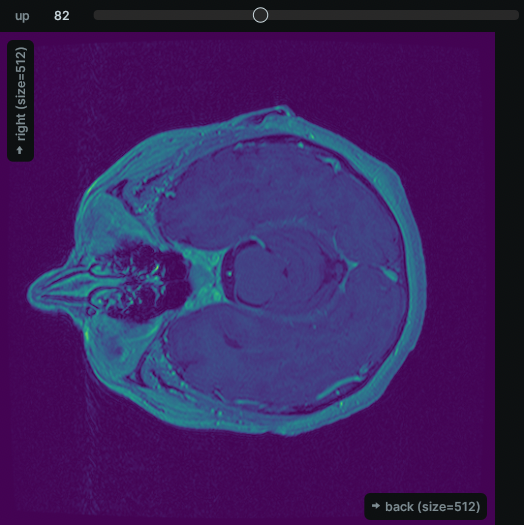 up 82
→ right (size=512)
→ back (size=512)